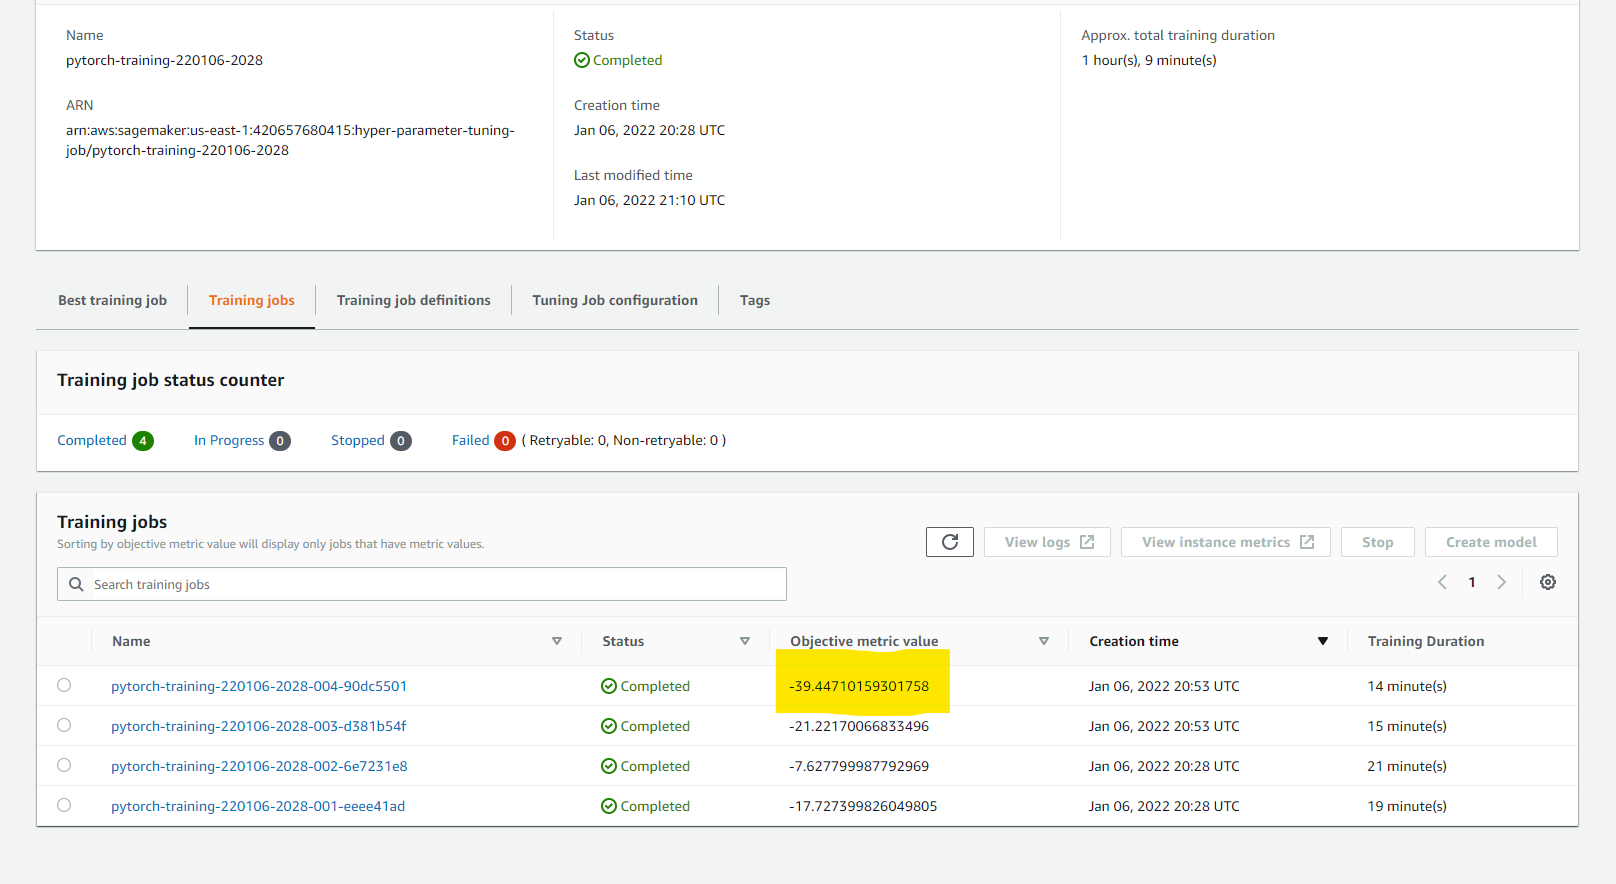 Name
pytorch-training-220106-2028
ARN
arn:aws:sagemaker:us-east-1:420657680415:hyper-parameter-tuning-
job/pytorch-training-220106-2028
Status
Completed
Creation time
Jan 06, 2022 20:28 UTC
Last modified time
Jan 06, 2022 21:10 UTC
Approx. total training duration
1 hour(s), 9 minute(s)
Best training job Training jobs Training job definitions Tuning Job configuration Tags
Training job status counter
Completed 4 In Progress 0 Stopped 0 Failed 0 ( Retryable: 0, Non-retryable: 0 )
Training jobs
Sorting by objective metric value will display only jobs that have metric values.
View logs View instance metrics Stop Create model
Search training jobs
1
Name Status Objective metric value Creation time Training Duration
pytorch-training-220106-2028-004-90dc5501 Completed -39.44710159301758 Jan 06, 2022 20:53 UTC 14 minute(s)
pytorch-training-220106-2028-003-d381b54f Completed -21.22170066833496 Jan 06, 2022 20:53 UTC 15 minute(s)
pytorch-training-220106-2028-002-6e7231e8 Completed -7.627799987792969 Jan 06, 2022 20:28 UTC 21 minute(s)
pytorch-training-220106-2028-001-eeee41ad Completed -17.727399826049805 Jan 06, 2022 20:28 UTC 19 minute(s)